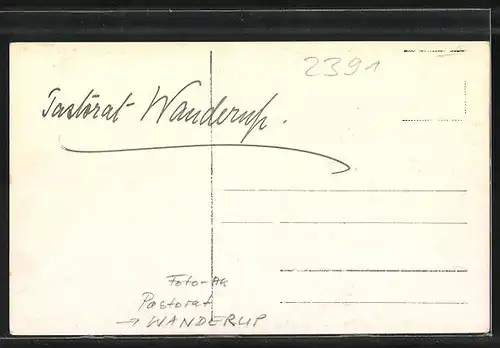 2391
Pastorat Wanderup.
Foto-AK
Pastorat
→ WANDERUP